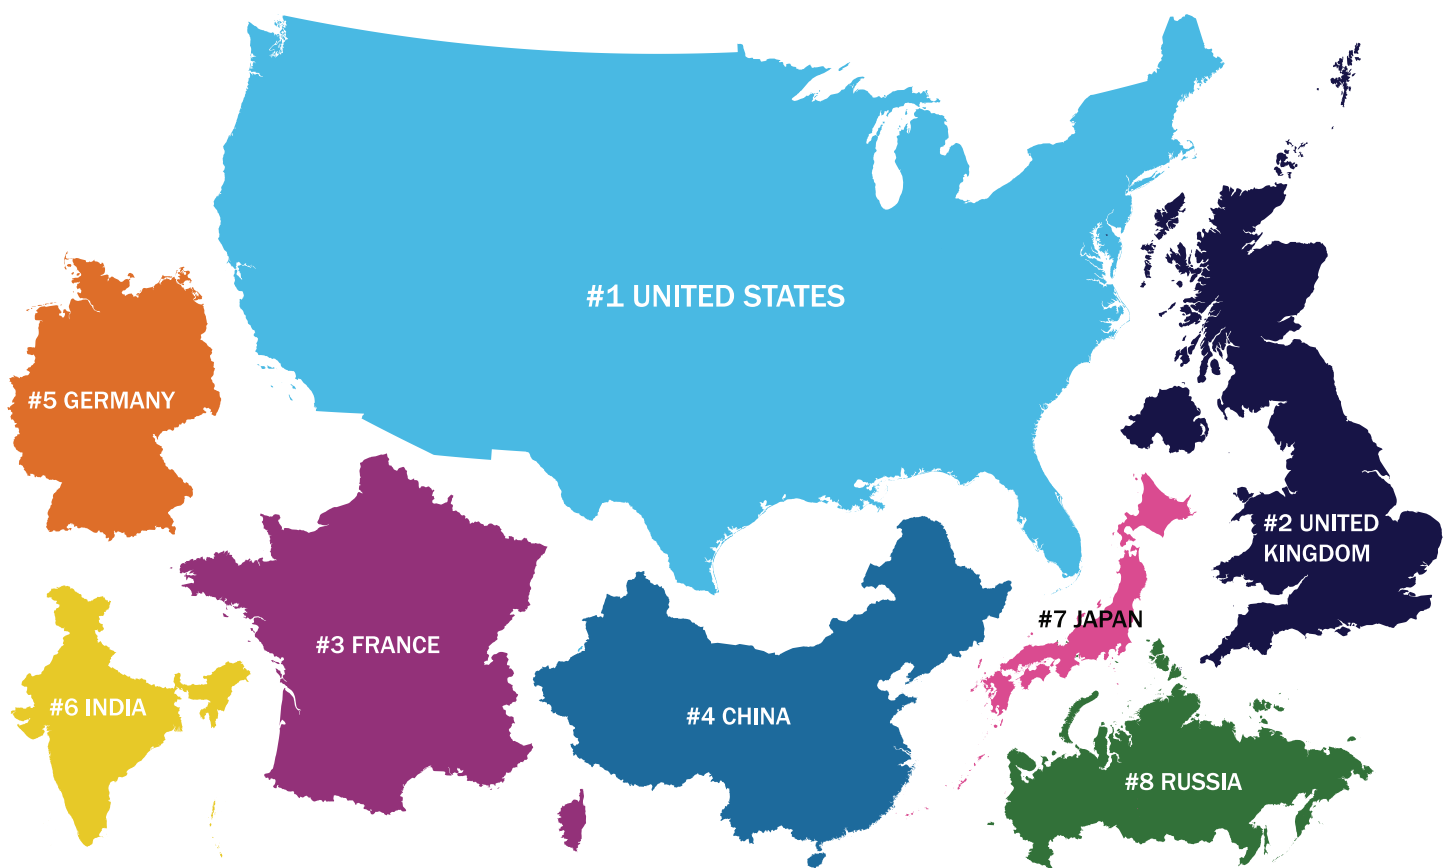 #1 UNITED STATES
#5 GERMANY
#2 UNITED
KINGDOM
#7 JAPAN
#3 FRANCE
#6 INDIA
#4 CHINA
#8 RUSSIA